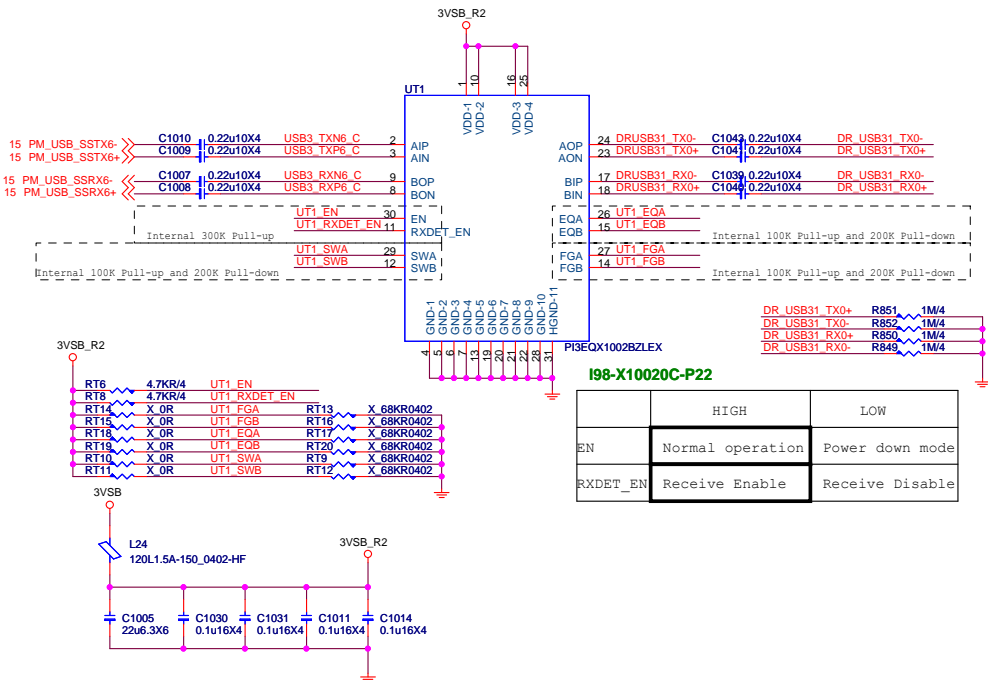 3VSB_R2
UT1
1 10 16 25
VDD-1 VDD-2 VDD-3 VDD-4
15 PM_USB_SSTX6- C1010 0.22u10X4 USB3_TXN6_C 2 AIP
15 PM_USB_SSTX6+ C1009 0.22u10X4 USB3_TXP6_C 3 AIN
15 PM_USB_SSRX6- C1007 0.22u10X4 USB3_RXN6_C 9 BOP
15 PM_USB_SSRX6+ C1008 0.22u10X4 USB3_RXP6_C 8 BON
UT1_EN 30 EN
UT1_RXDET_EN 11 RXDET_EN
Internal 300K Pull-up
UT1_SWA 29 SWA
UT1_SWB 12 SWB
Internal 100K Pull-up and 200K Pull-down
AOP 24 DRUSB31_TX0- 0.22u10X4 DR_USB31_TX0-
AON 23 DRUSB31_TX0+ 0.22u10X4 DR_USB31_TX0+
BIP 17 DRUSB31_RX0- C1039 0.22u10X4 DR_USB31_RX0-
BIN 18 DRUSB31_RX0+ 0.22u10X4 DR_USB31_RX0+
EQA 26 UT1_EQA
EQB 15 UT1_EQB
Internal 100K Pull-up and 200K Pull-down
FGA 27 UT1_FGA
FGB 14 UT1_FGB
Internal 100K Pull-up and 200K Pull-down
GND-1 GND-2 GND-3 GND-4 GND-5 GND-6 GND-7 GND-8 GND-9 GND-10 HGND-11
4 5 6 7 13 19 20 21 22 28 31
PI3EQX1002BZLEX
I98-X10020C-P22
DR_USB31_TX0+ R851 1M/4
DR_USB31_TX0- R852 1M/4
DR_USB31_RX0+ R850 1M/4
DR_USB31_RX0- R849 1M/4
3VSB_R2
RT6 4.7KR/4 UT1_EN
RT8 4.7KR/4 UT1_RXDET_EN
RT14 X_0R UT1_FGA RT13 X_68KR0402
RT15 X_0R UT1_FGB RT16 X_68KR0402
RT18 X_0R UT1_EQA RT17 X_68KR0402
RT19 X_0R UT1_EQB RT20 X_68KR0402
RT10 X_0R UT1_SWA RT9 X_68KR0402
RT11 X_0R UT1_SWB RT12 X_68KR0402
HIGH LOW
EN Normal operation Power down mode
RXDET_EN Receive Enable Receive Disable
3VSB
L24
120L1.5A-150_0402-HF
3VSB_R2
C1005 C1030 C1031 C1011 C1014
22u6.3X6 0.1u16X4 0.1u16X4 0.1u16X4 0.1u16X4